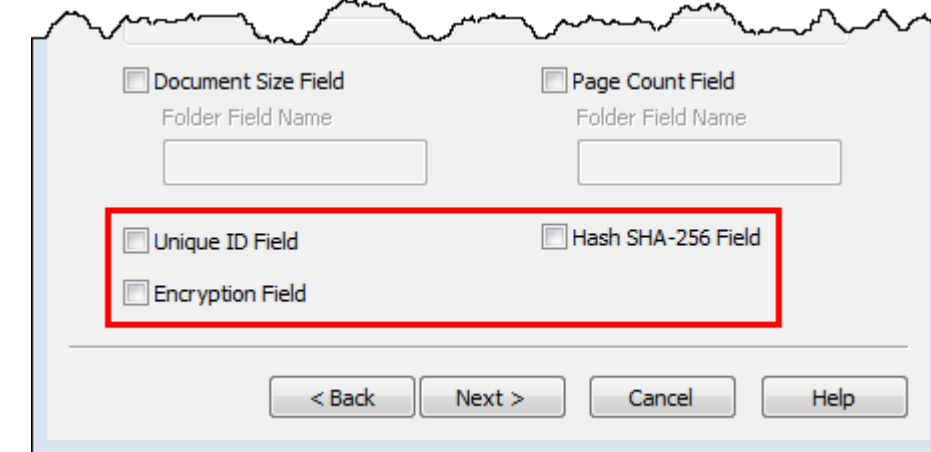 Document Size Field
Page Count Field
Folder Field Name
Folder Field Name
Unique ID Field
Hash SHA-256 Field
Encryption Field
< Back
Next >
Cancel
Help